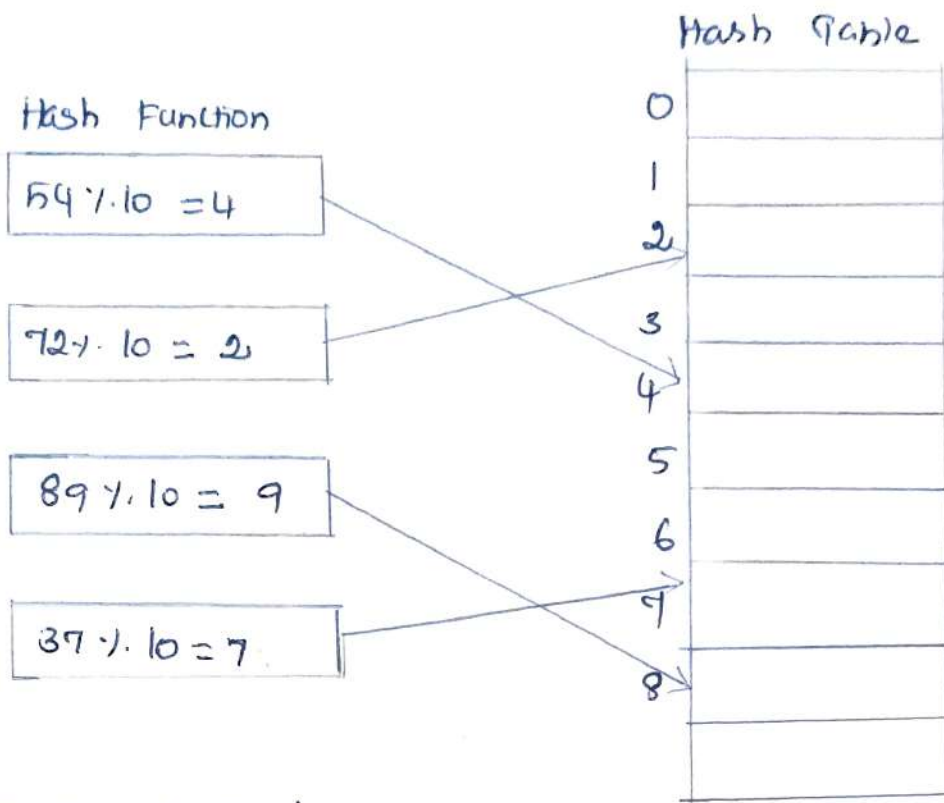 Hash Table
Hash Function
54 % 10 = 4
72 % 10 = 2
89 % 10 = 9
37 % 10 = 7
0
1
2
3
4
5
6
7
8